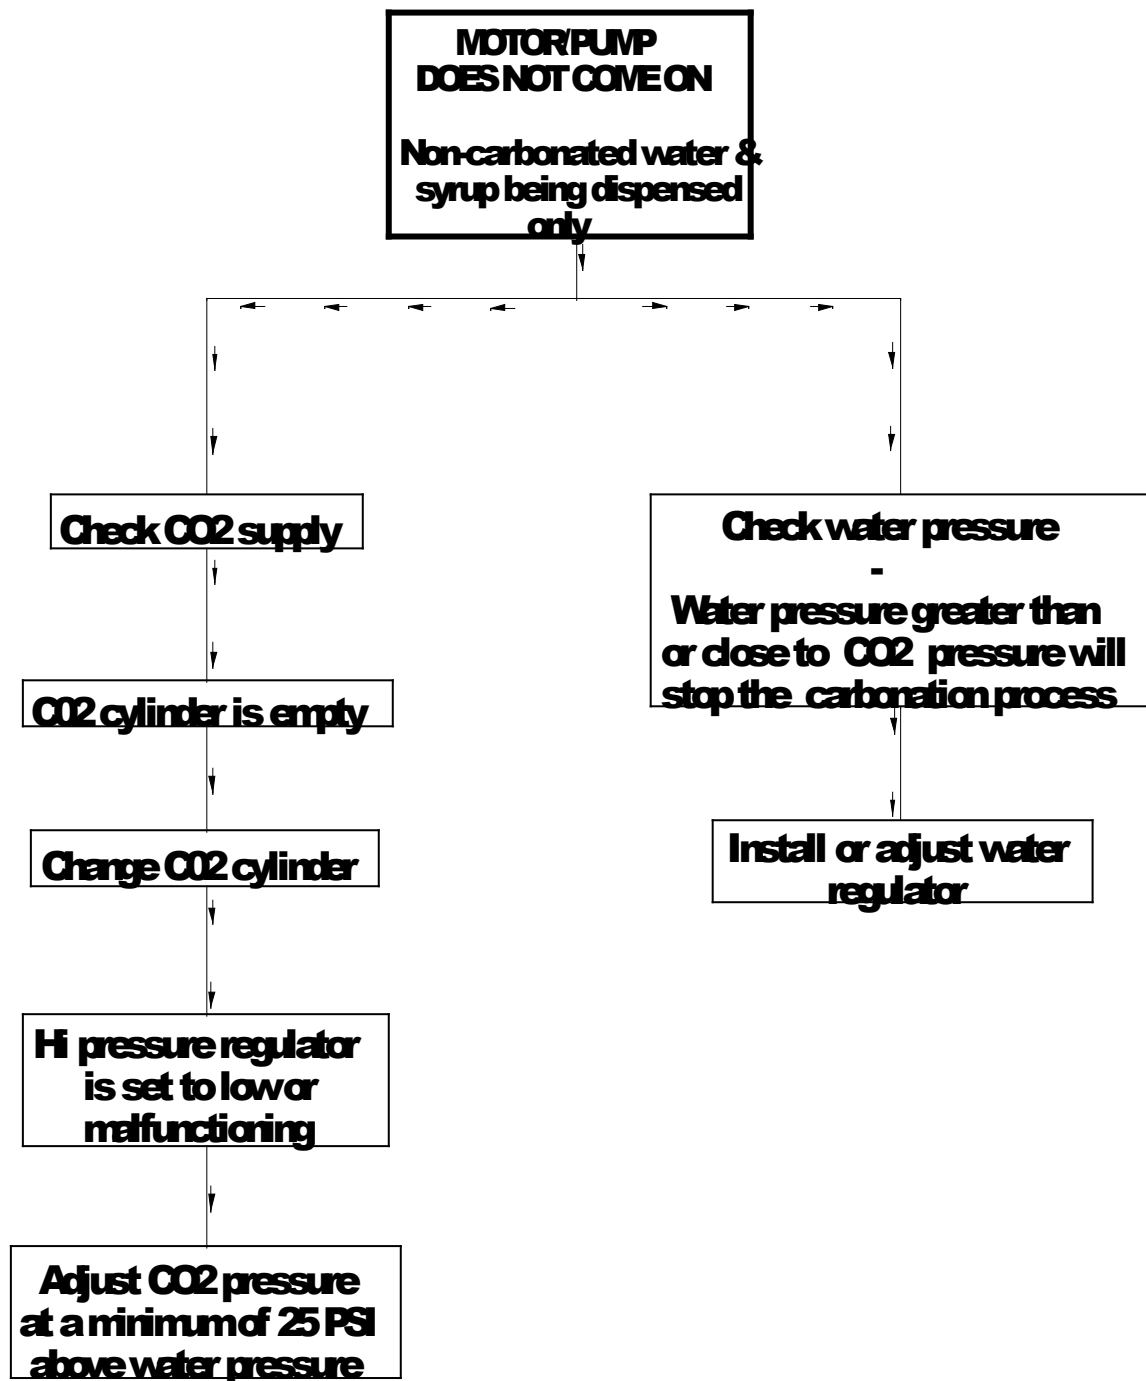 MOTOR/PUMP
DOES NOT COME ON
Non-carbonated water &
syrup being dispensed
only
Check CO2 supply
C02 cylinder is empty
Change C02 cylinder
Hi pressure regulator
is set to low or
malfunctioning
Adjust CO2 pressure
at a minimum of 25 PSI
above water pressure
Check water pressure
-
Water pressure greater than
or close to CO2 pressure will
stop the carbonation process
Install or adjust water
regulator